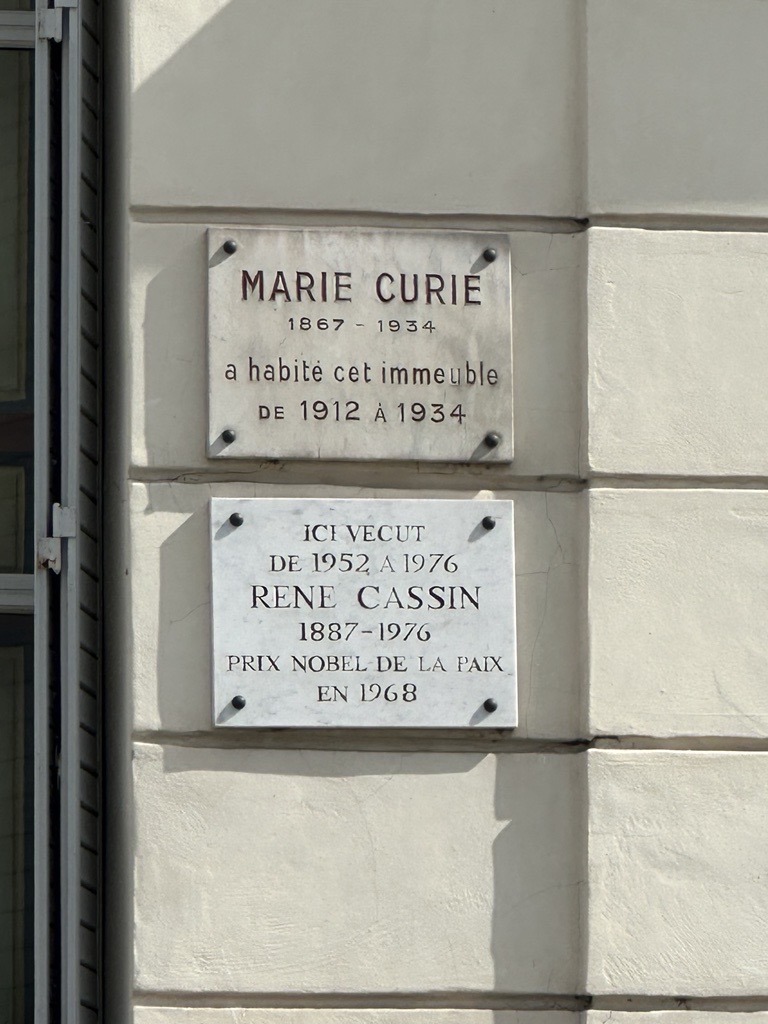 MARIE CURIE
1867 - 1934
a habité cet immeuble
DE 1912 À 1934
ICI VECUT
DE 1952 A 1976
RENE CASSIN
1887-1976
PRIX NOBEL DE LA PAIX
EN 1968